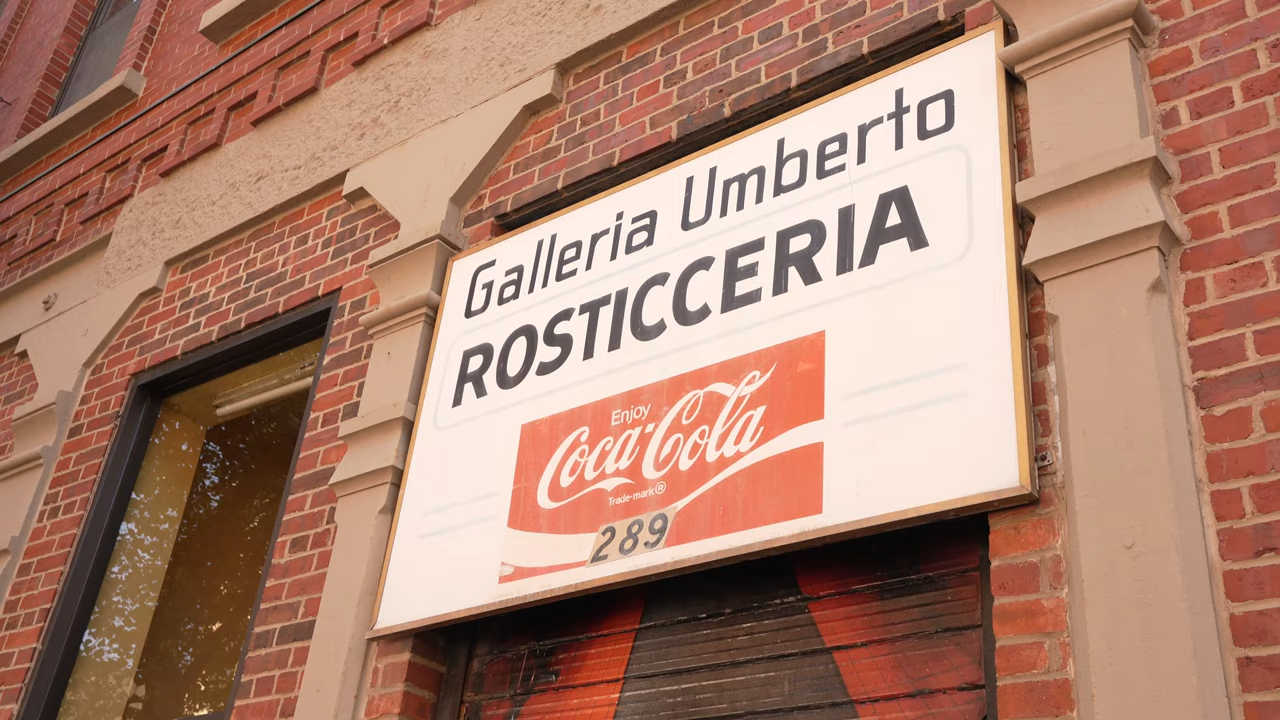 Galleria Umberto
ROSTICCERIA
Enjoy
Coca-Cola
Trade-mark®
289